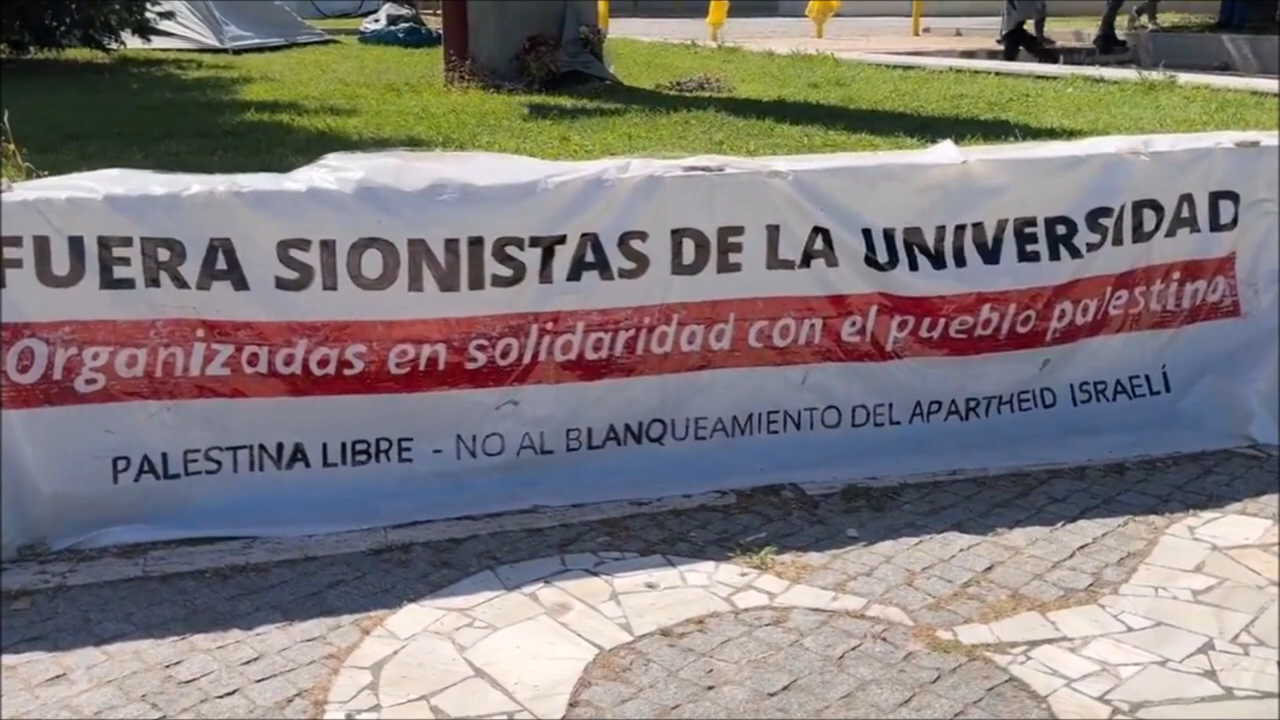 FUERA SIONISTAS DE LA UNIVERSIDAD
Organizadas en solidaridad con el pueblo palestino
PALESTINA LIBRE - NO AL BLANQUEAMIENTO DEL APARTHEID ISRAELÍ